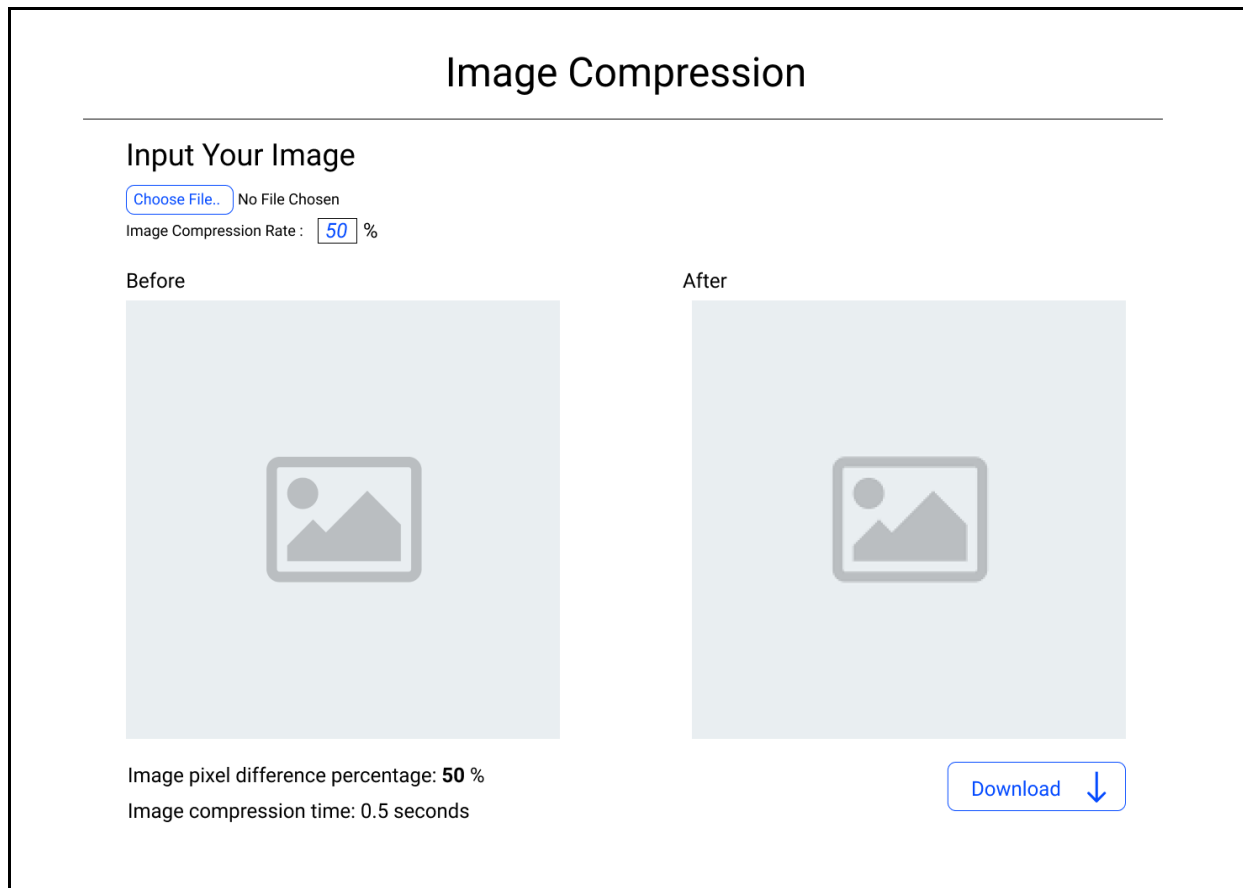 Image Compression
Input Your Image
Choose File.. No File Chosen
Image Compression Rate : 50 %
Before After
Image pixel difference percentage: 50 %
Download
Image compression time: 0.5 seconds